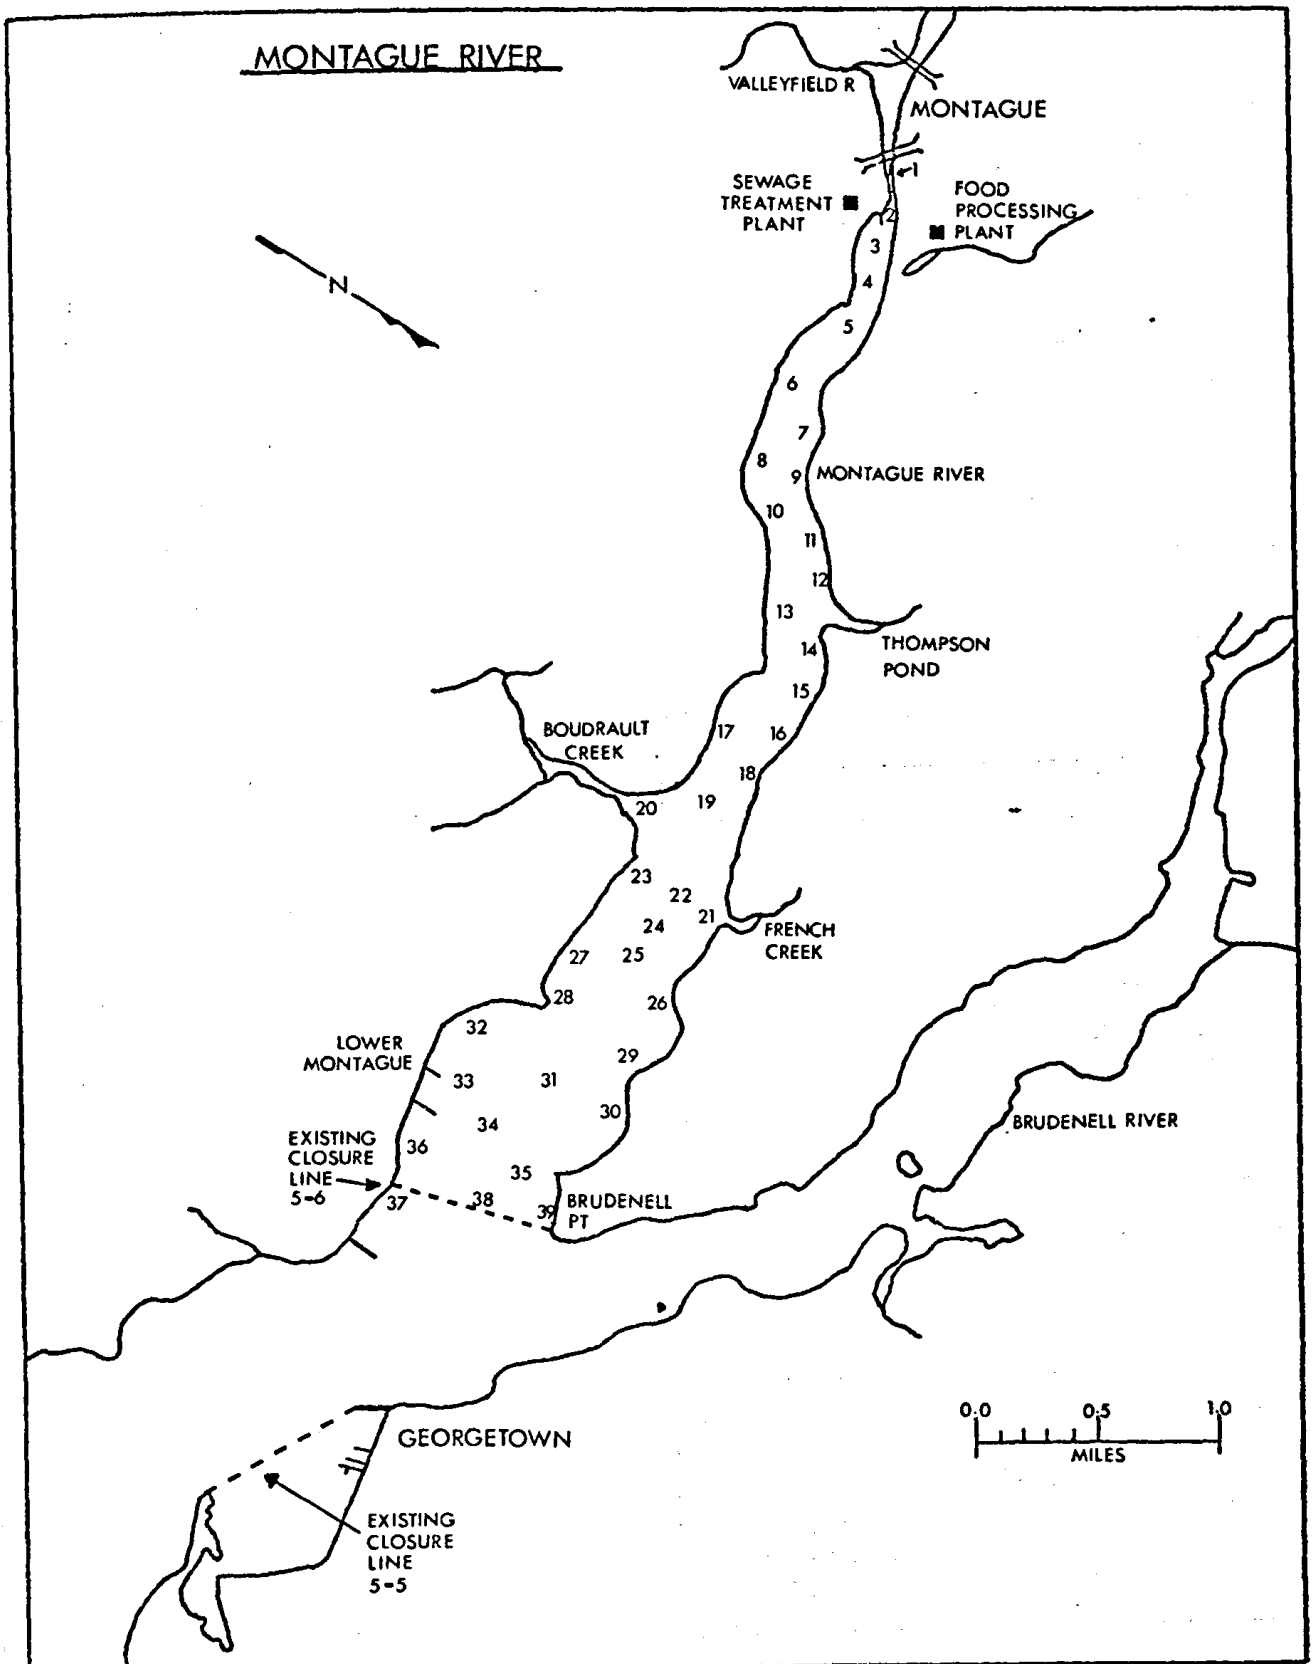 MONTAGUE RIVER
VALLEYFIELD R
MONTAGUE
1
SEWAGE
TREATMENT
PLANT
FOOD
PROCESSING
PLANT
2
3
N
4
5
6
7
8
9
MONTAGUE RIVER
10
11
12
13
14
THOMPSON
POND
15
BOUDRAULT
CREEK
17
16
18
20
19
23
22
21
24
FRENCH
CREEK
27
25
28
26
32
LOWER
MONTAGUE
29
33
31
30
34
BRUDENELL RIVER
EXISTING
CLOSURE
LINE
5-6
36
35
37
38
39
BRUDENELL
PT
GEORGETOWN
0.0
0.5
1.0
MILES
EXISTING
CLOSURE
LINE
5-5